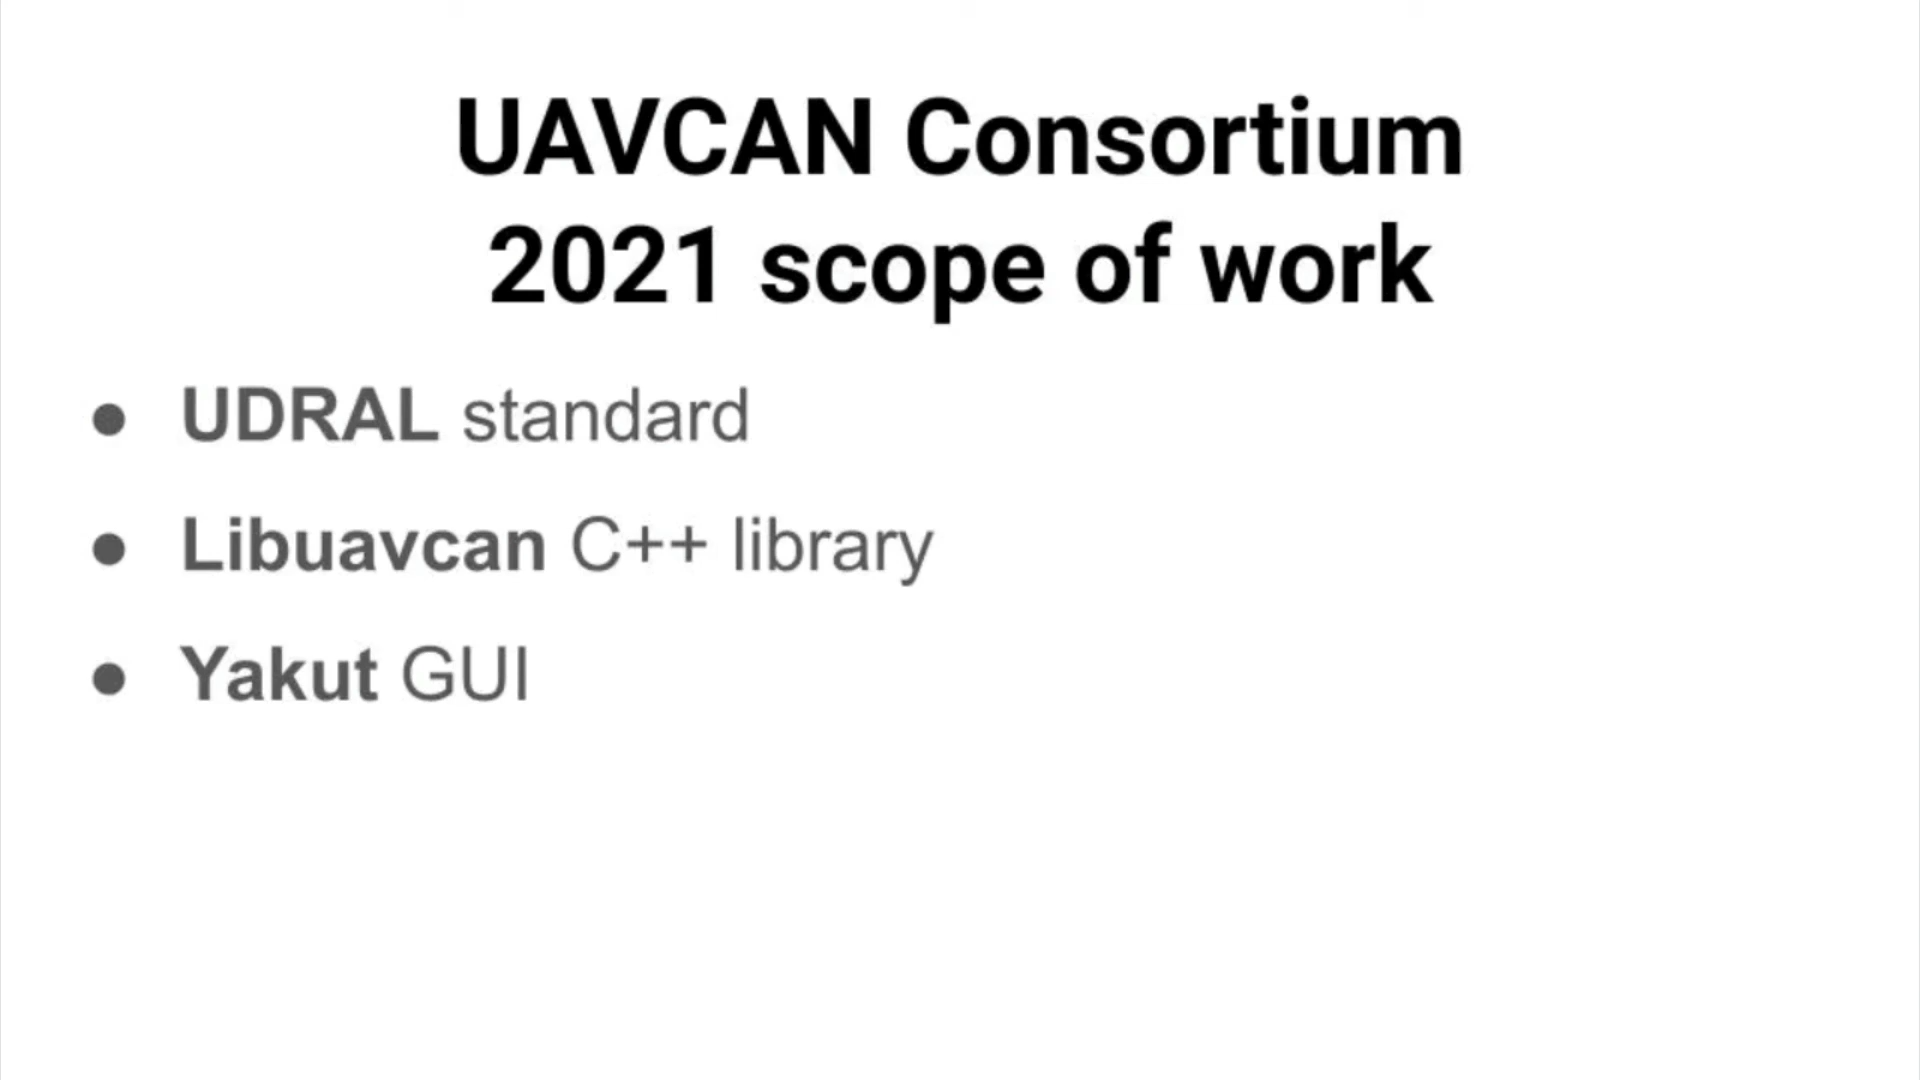 UAVCAN Consortium
2021 scope of work
● UDRAL standard
● Libuavcan C++ library
● Yakut GUI